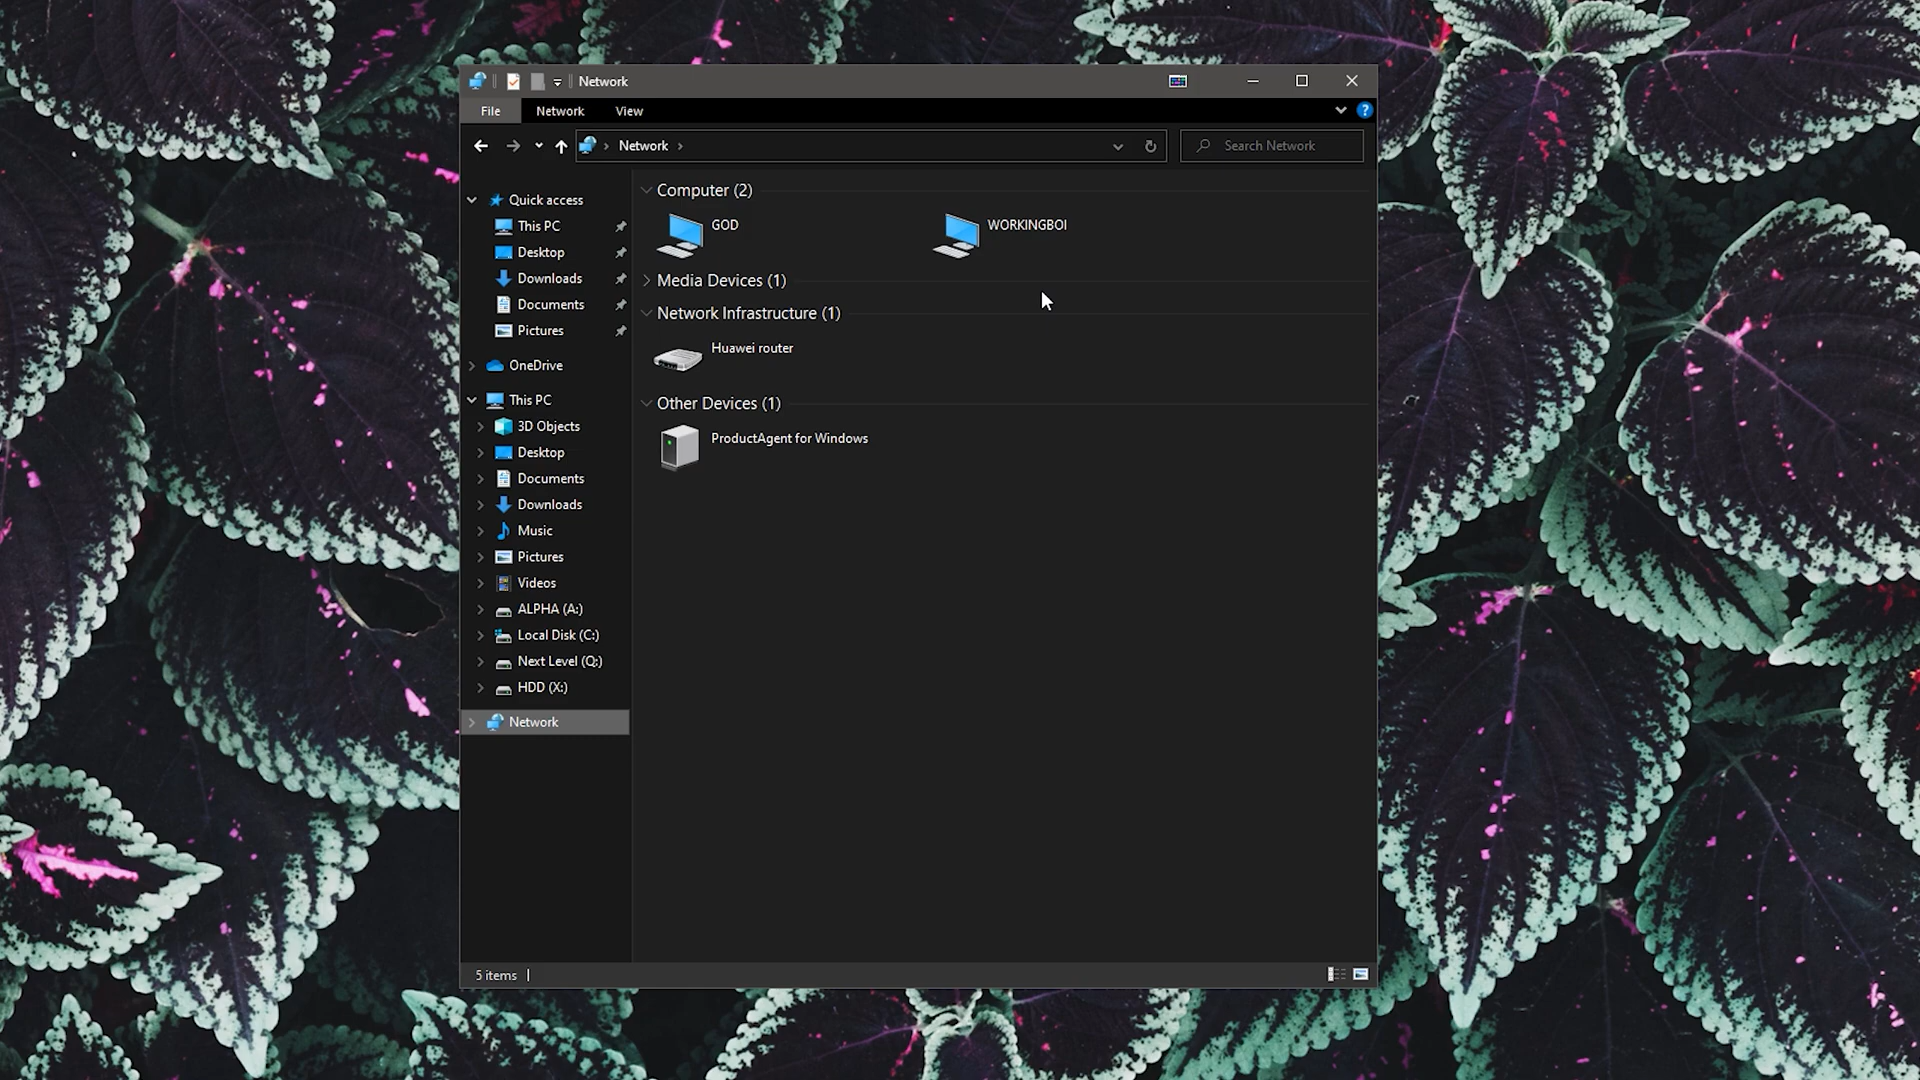 Network
File Network View
Network
Search Network
Quick access
This PC
Desktop
Downloads
Documents
Pictures
OneDrive
This PC
3D Objects
Desktop
Documents
Downloads
Music
Pictures
Videos
ALPHA (A:)
Local Disk (C:)
Next Level (Q:)
HDD (X:)
Network
Computer (2)
GOD
WORKINGBOI
Media Devices (1)
Network Infrastructure (1)
Huawei router
Other Devices (1)
ProductAgent for Windows
5 items